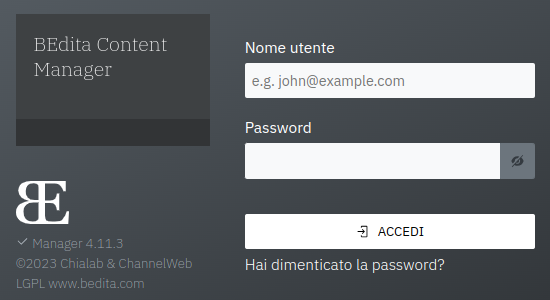 BEdita Content
Manager
Nome utente
e.g. john@example.com
Password
ACCEDI
Hai dimenticato la password?
BE
Manager 4.11.3
©2023 Chialab & ChannelWeb
LGPL www.bedita.com